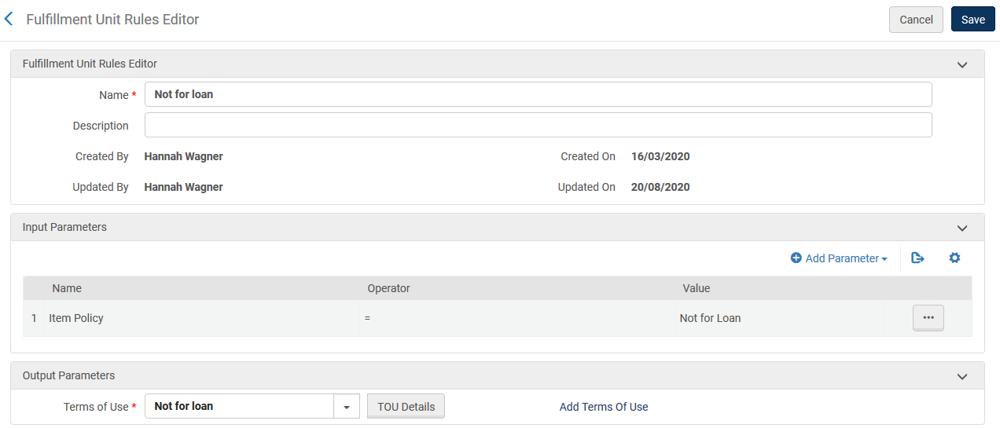 Fulfillment Unit Rules Editor
Cancel
Save
Fulfillment Unit Rules Editor
Name * Not for loan
Description
Created By Hannah Wagner Created On 16/03/2020
Updated By Hannah Wagner Updated On 20/08/2020
Input Parameters
Add Parameter
Name Operator Value
1 Item Policy = Not for Loan
Output Parameters
Terms of Use * Not for loan TOU Details Add Terms Of Use